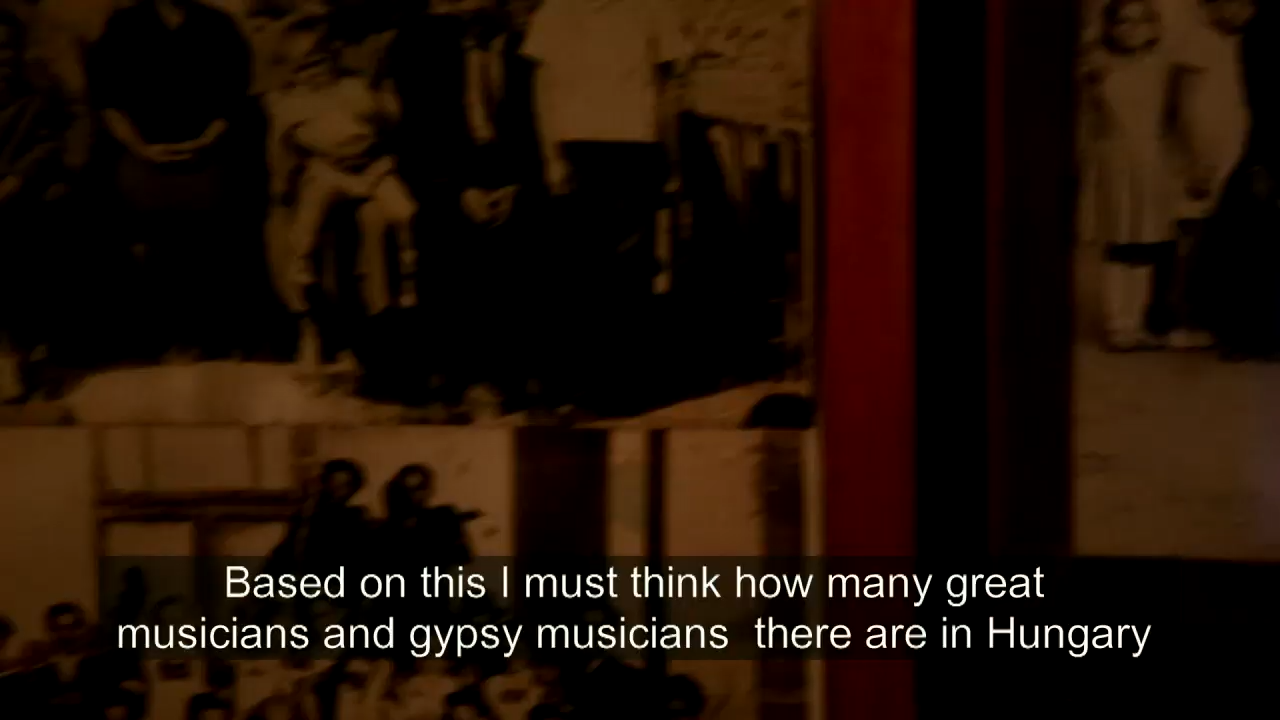 Based on this I must think how many great
musicians and gypsy musicians  there are in Hungary